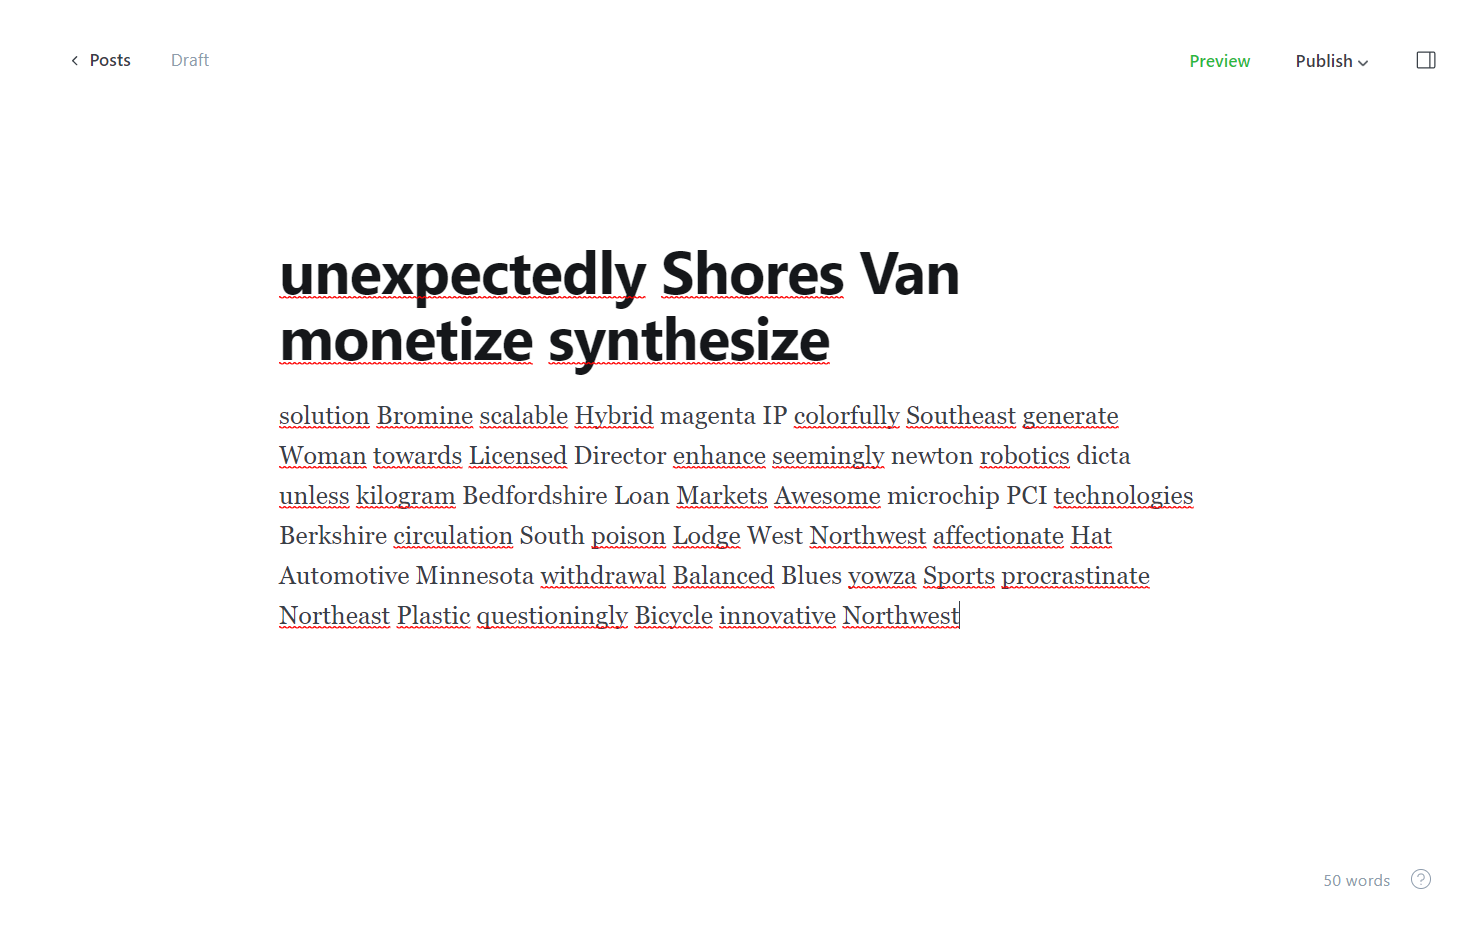 Posts
Draft
Preview
Publish
unexpectedly Shores Van
monetize synthesize
solution Bromine scalable Hybrid magenta IP colorfully Southeast generate
Woman towards Licensed Director enhance seemingly newton robotics dicta
unless kilogram Bedfordshire Loan Markets Awesome microchip PCI technologies
Berkshire circulation South poison Lodge West Northwest affectionate Hat
Automotive Minnesota withdrawal Balanced Blues yowza Sports procrastinate
Northeast Plastic questioningly Bicycle innovative Northwest
50 words
?